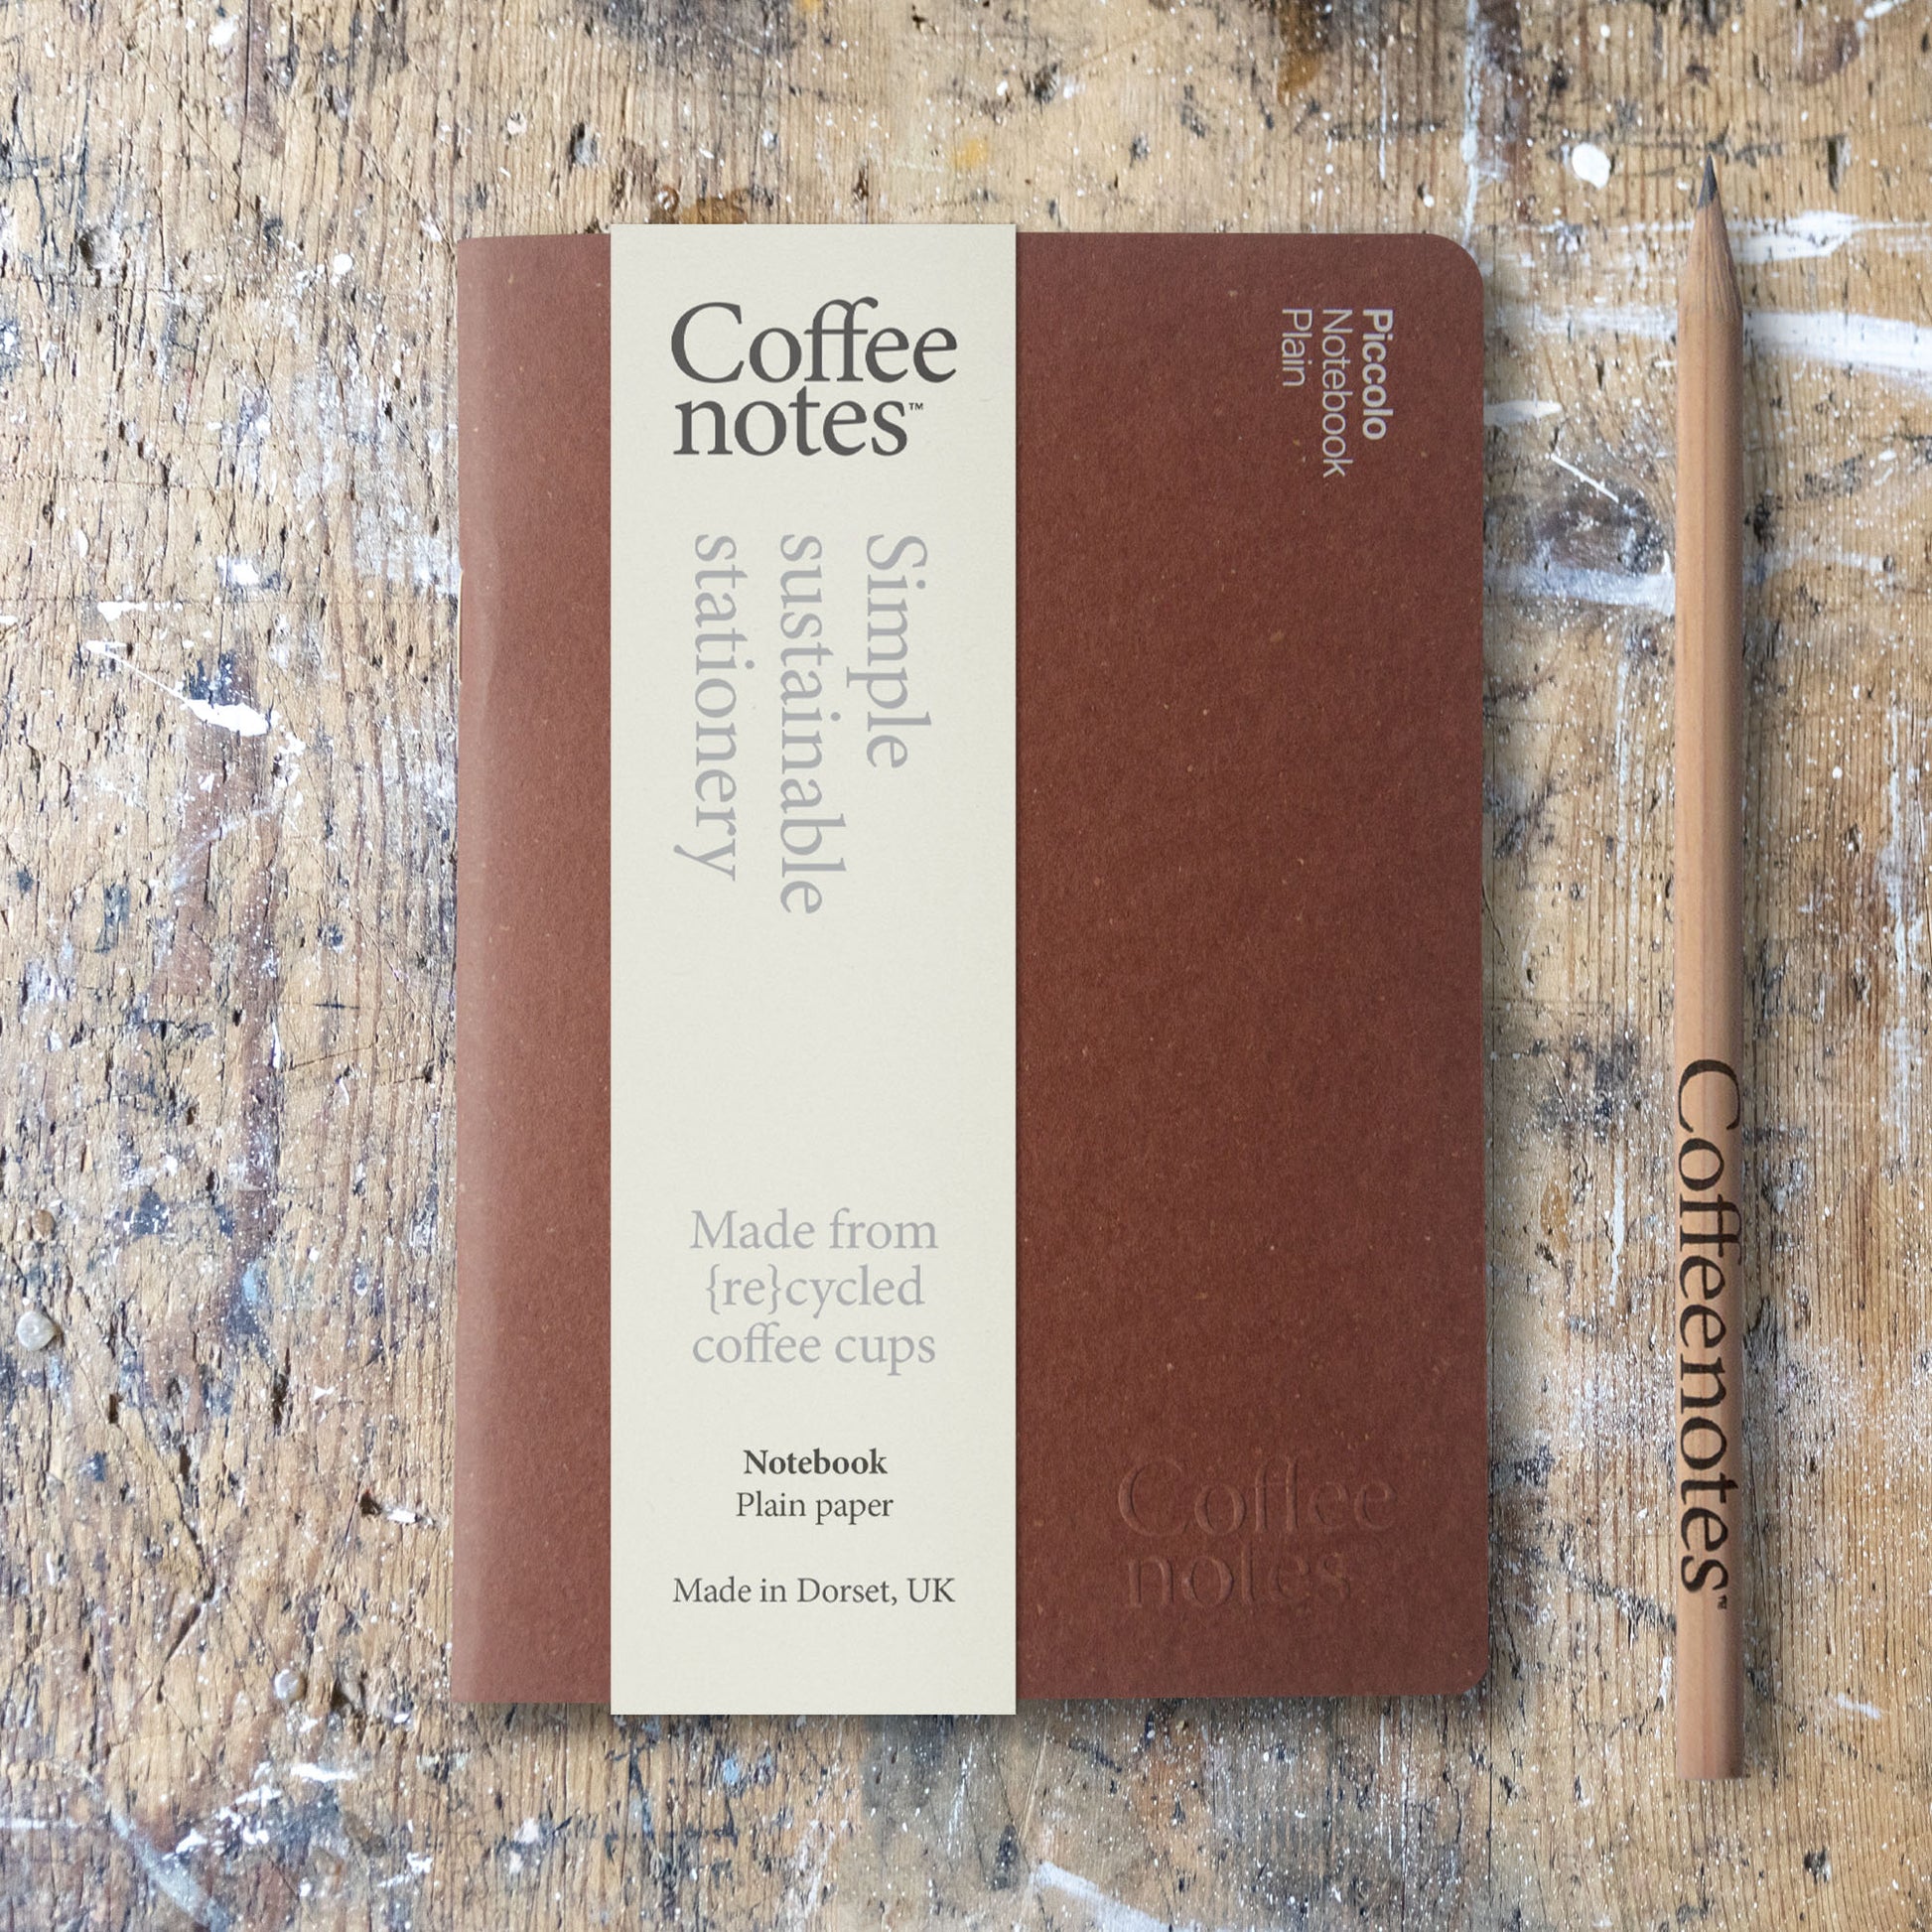 Coffee
notes™
Simple
sustainable
stationery
Made from
{re}cycled
coffee cups
Notebook
Plain paper
Made in Dorset, UK
Piccolo
Notebook
Plain
Coffee
notes
Coffeenotes™